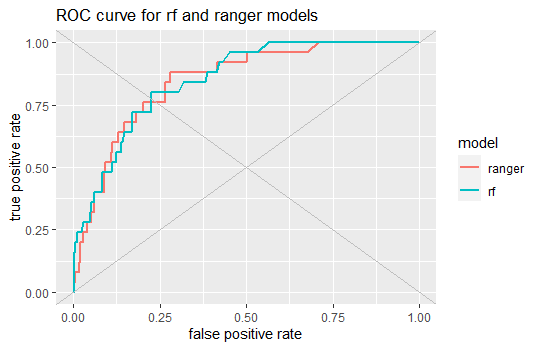 ROC curve for rf and ranger models
1.00
0.75
0.50
0.25
0.00
true positive rate
0.00 0.25 0.50 0.75 1.00
false positive rate
model
ranger
rf